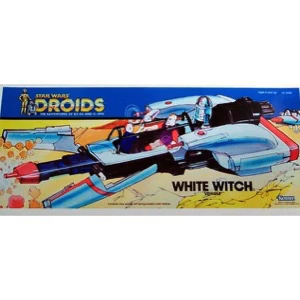 STAR WARS
DROIDS
THE ADVENTURES OF R2-D2 AND C-3PO
WHITE WITCH
VEHICLE
Kenner